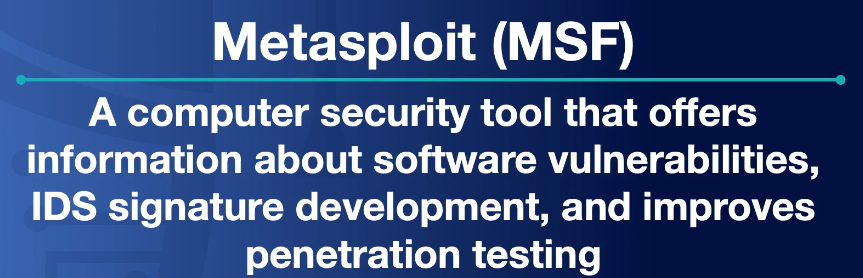 Metasploit (MSF)
A computer security tool that offers
information about software vulnerabilities,
IDS signature development, and improves
penetration testing